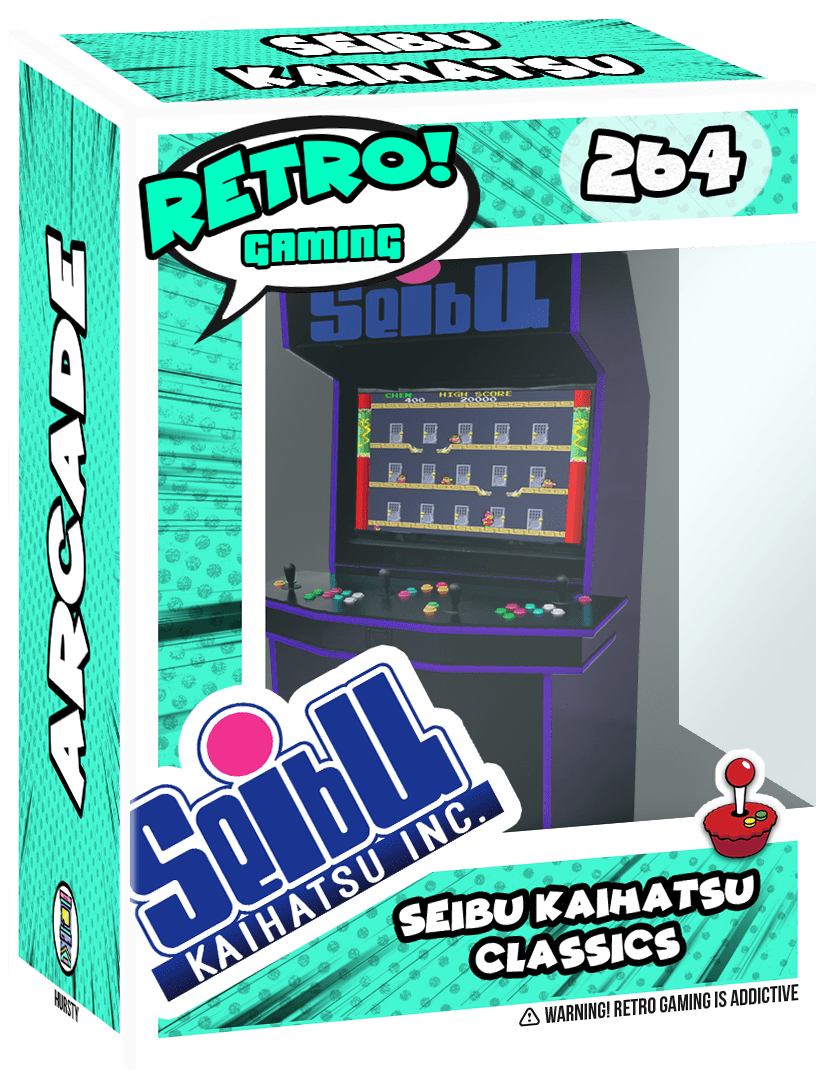 SEIBU
KAIHATSU
RETRO!
GAMING
264
ARCADE
SeibU
CHEW HIGH SCORE
400 20000
SeibU
KAIHATSU INC.
SEIBU KAIHATSU
CLASSICS
HURSTY
WARNING! RETRO GAMING IS ADDICTIVE